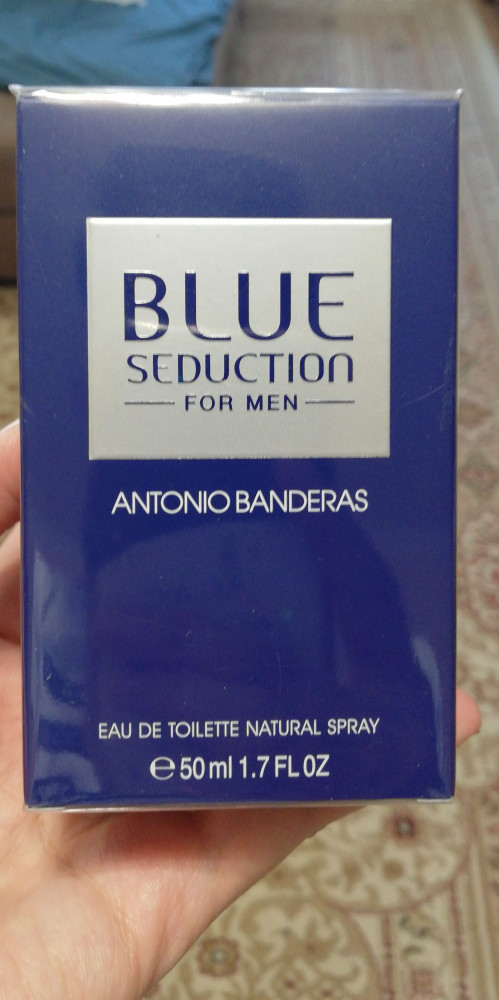 BLUE
SEDUCTION
FOR MEN
ANTONIO BANDERAS
EAU DE TOILETTE NATURAL SPRAY
℮ 50 ml 1.7 FL OZ